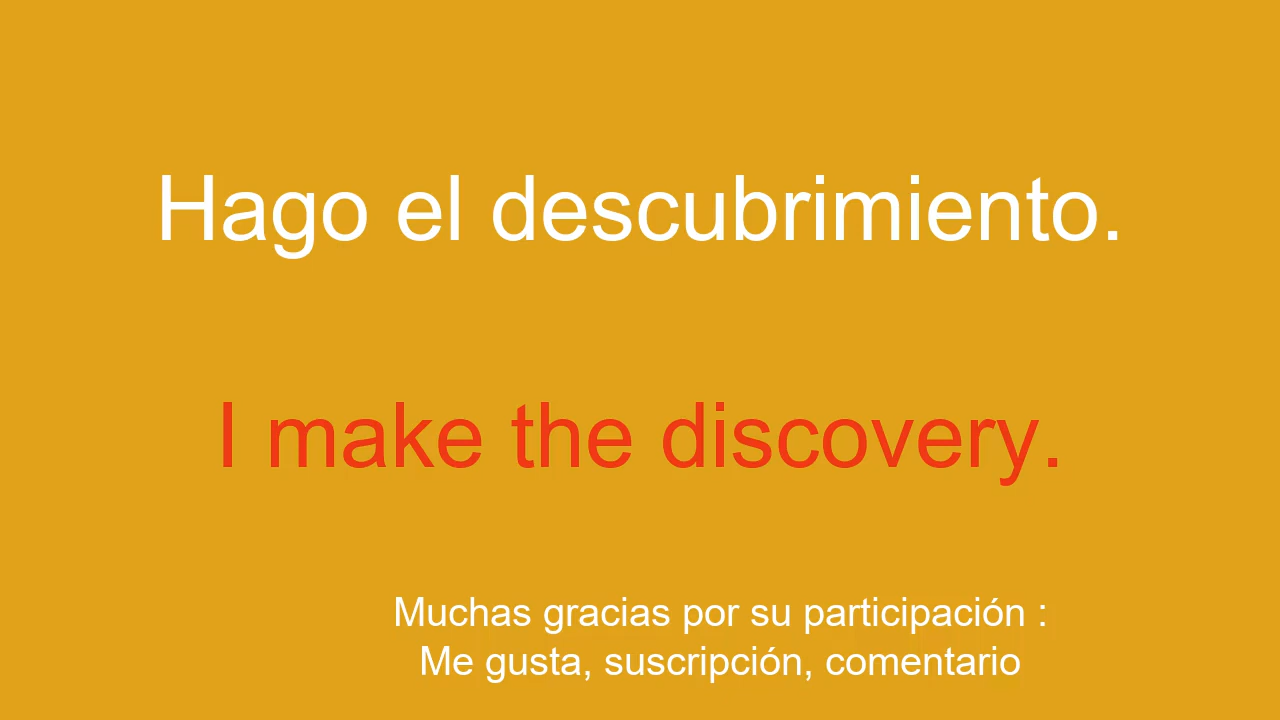 Hago el descubrimiento.
I make the discovery.
Muchas gracias por su participación :
Me gusta, suscripción, comentario